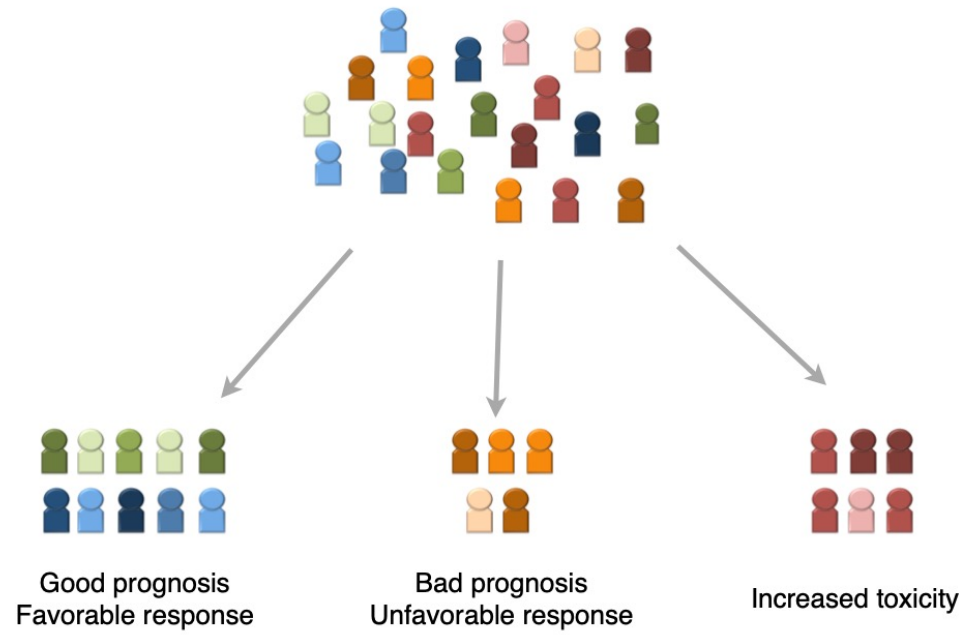 Good prognosis
Favorable response
Bad prognosis
Unfavorable response
Increased toxicity